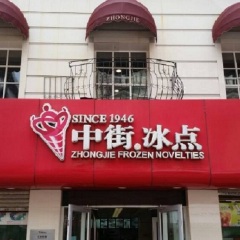 ZHONGJIE
SINCE 1946
中街.冰点
ZHONGJIE FROZEN NOVELTIES